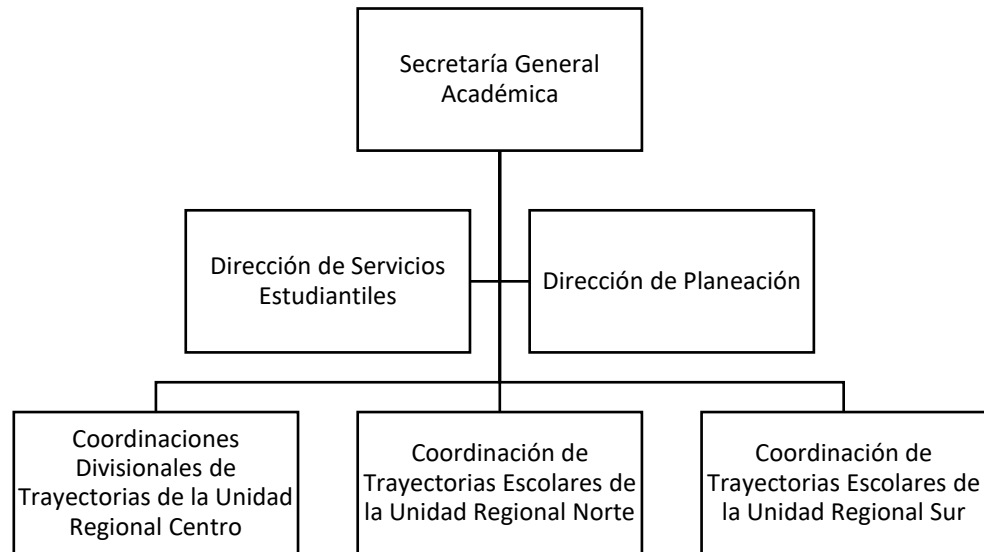 Secretaría General
Académica
Dirección de Servicios
Estudiantiles
Dirección de Planeación
Coordinaciones
Divisionales de
Trayectorias de la Unidad
Regional Centro
Coordinación de
Trayectorias Escolares de
la Unidad Regional Norte
Coordinación de
Trayectorias Escolares de
la Unidad Regional Sur